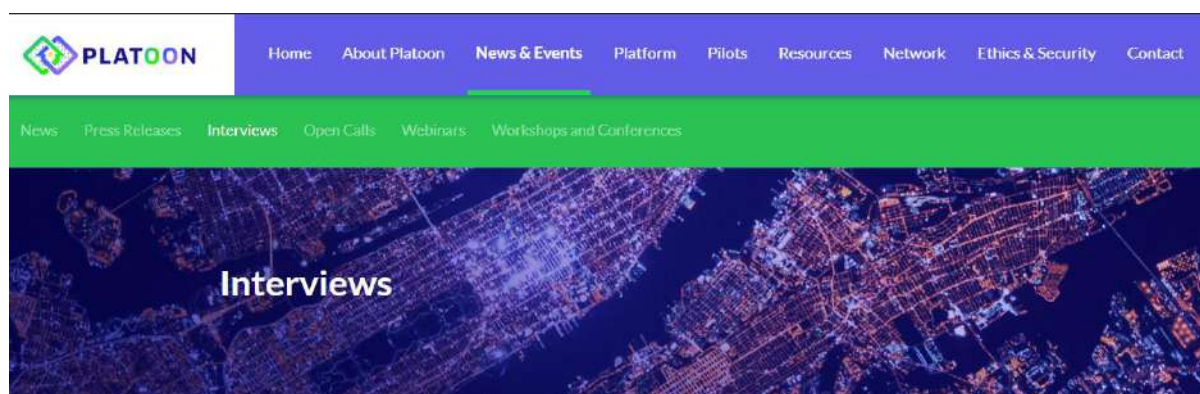 PLATOON Home About Platoon News & Events Platform Pilots Resources Network Ethics & Security Contact
News Press Releases Interviews Open Calls Webinars Workshops and Conferences
Interviews